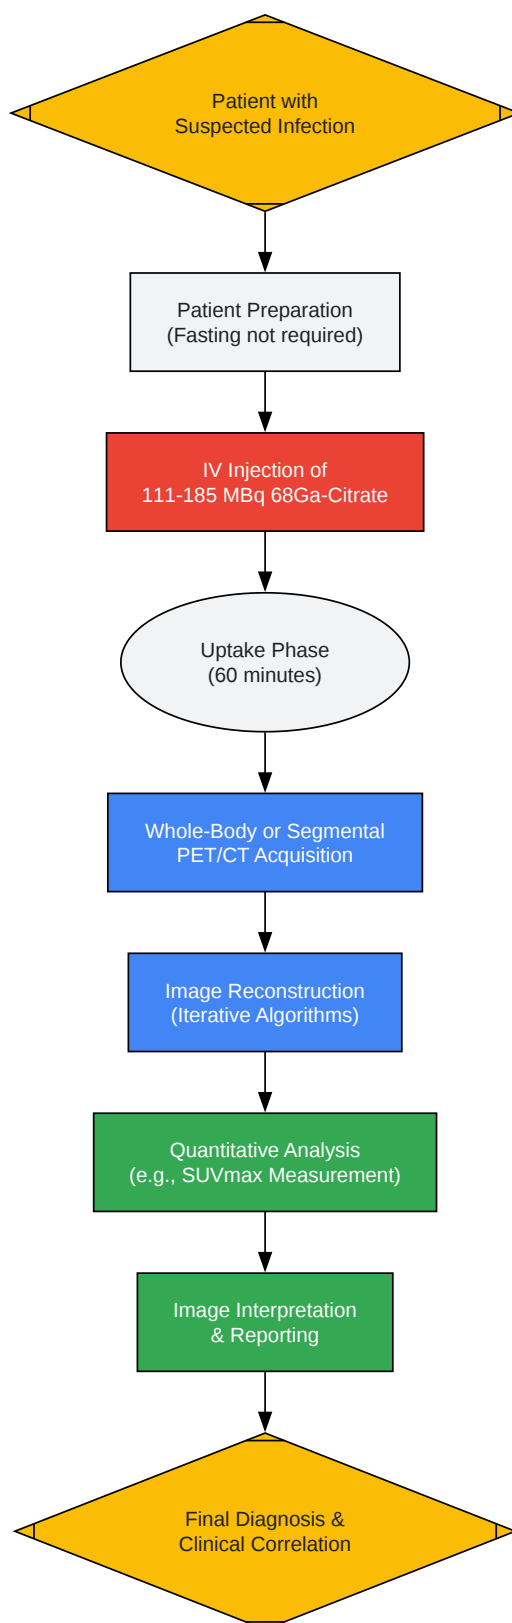 Patient with
Suspected Infection
Patient Preparation
(Fasting not required)
IV Injection of
111-185 MBq 68Ga-Citrate
Uptake Phase
(60 minutes)
Whole-Body or Segmental
PET/CT Acquisition
Image Reconstruction
(Iterative Algorithms)
Quantitative Analysis
(e.g., SUVmax Measurement)
Image Interpretation
& Reporting
Final Diagnosis &
Clinical Correlation